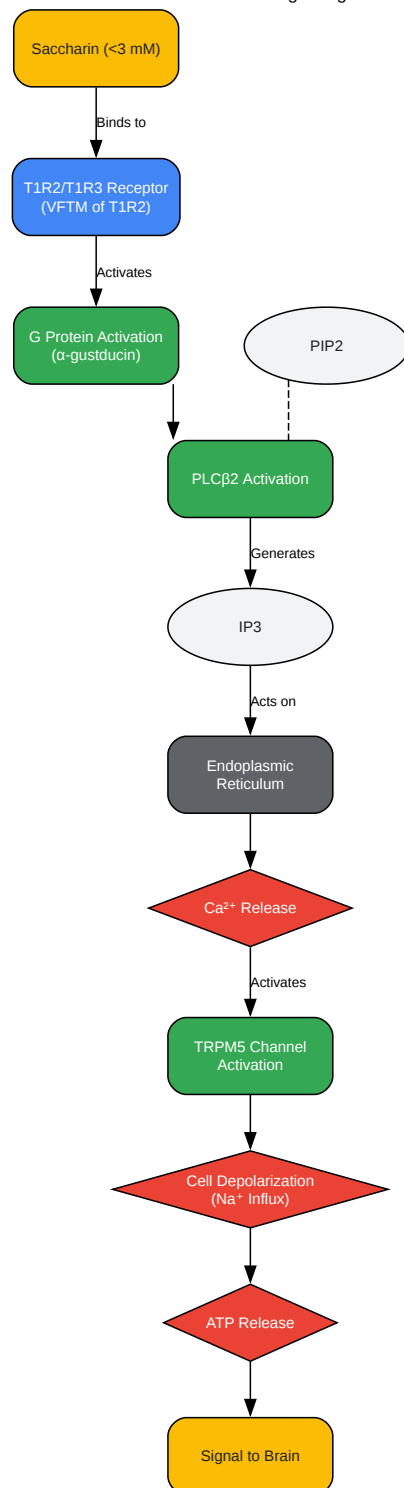 Saccharin (<3 mM)
Binds to
T1R2/T1R3 Receptor
(VFTM of T1R2)
Activates
G Protein Activation
(α-gustducin)
PIP2
PLCβ2 Activation
Generates
IP3
Acts on
Endoplasmic
Reticulum
Ca²⁺ Release
Activates
TRPM5 Channel
Activation
Cell Depolarization
(Na⁺ Influx)
ATP Release
Signal to Brain